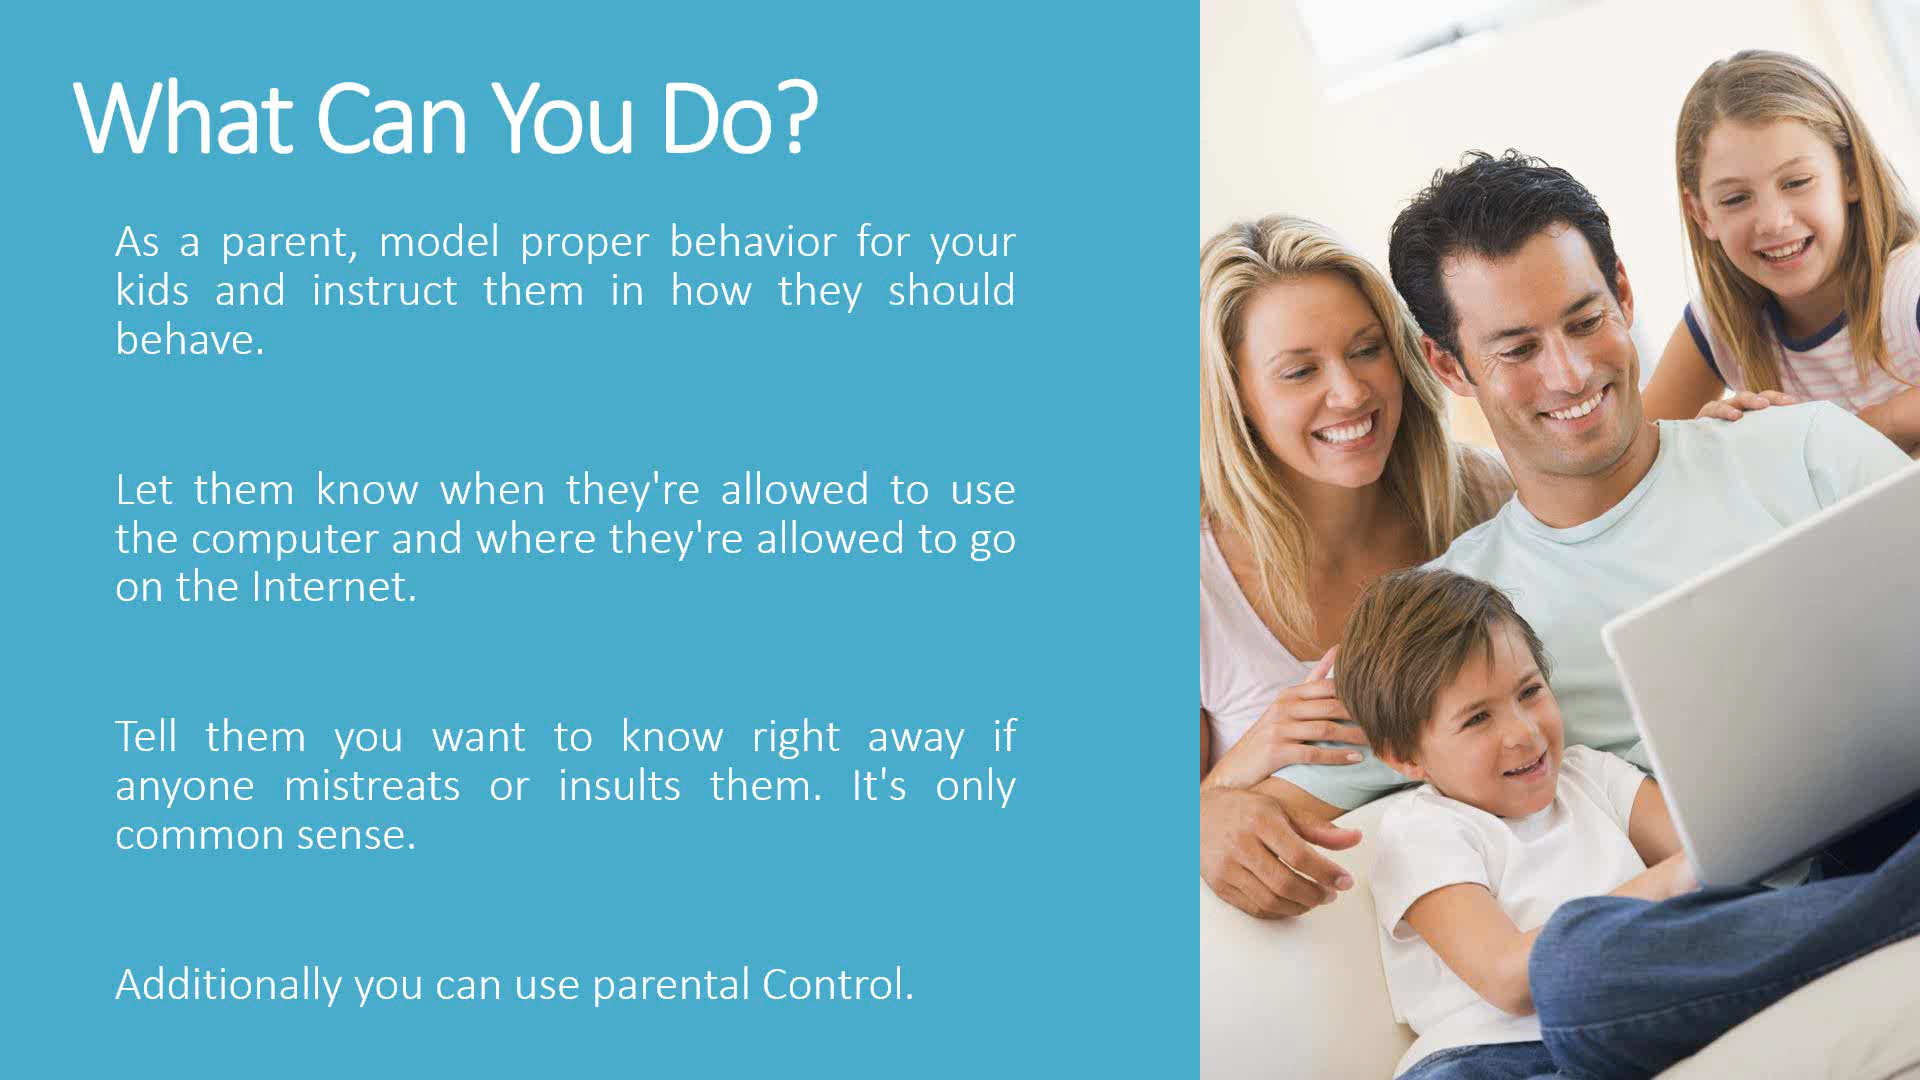 What Can You Do?
As a parent, model proper behavior for your
kids and instruct them in how they should
behave.
Let them know when they're allowed to use
the computer and where they're allowed to go
on the Internet.
Tell them you want to know right away if
anyone mistreats or insults them. It's only
common sense.
Additionally you can use parental Control.